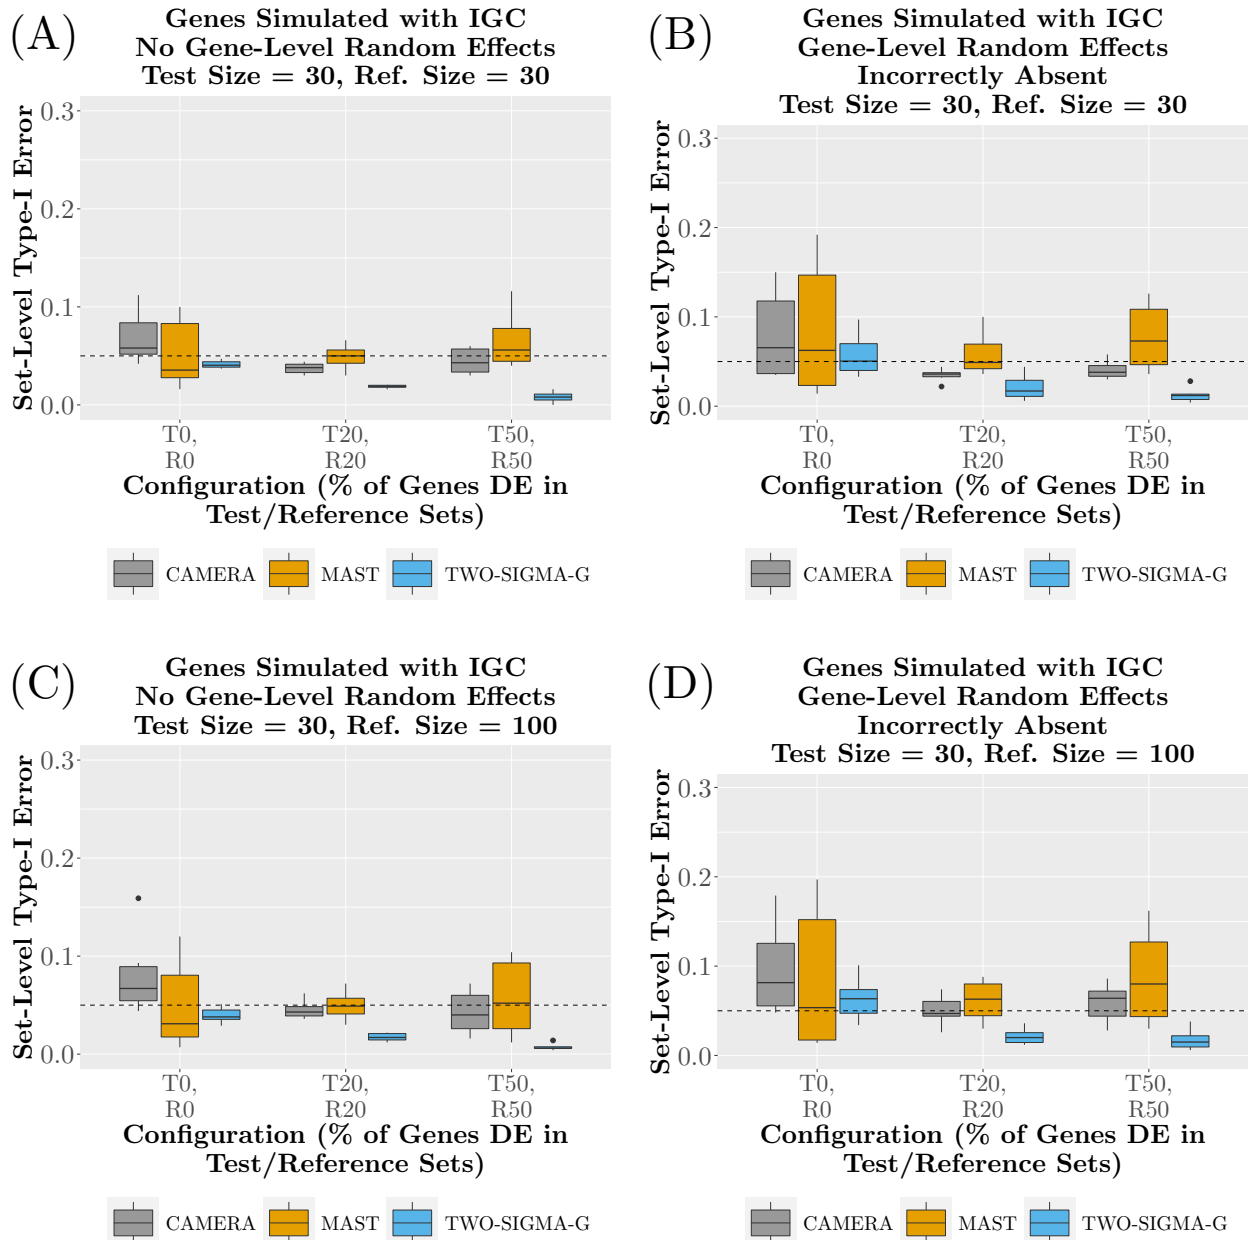 (A)
Genes Simulated with IGC
No Gene-Level Random Effects
Test Size = 30, Ref. Size = 30
Set-Level Type-I Error
0.3
0.2
0.1
0.0
T0,
R0
T20,
R20
T50,
R50
Configuration (% of Genes DE in
Test/Reference Sets)
CAMERA MAST TWO-SIGMA-G
(B)
Genes Simulated with IGC
Gene-Level Random Effects
Incorrectly Absent
Test Size = 30, Ref. Size = 30
Set-Level Type-I Error
0.3
0.2
0.1
0.0
T0,
R0
T20,
R20
T50,
R50
Configuration (% of Genes DE in
Test/Reference Sets)
CAMERA MAST TWO-SIGMA-G
(C)
Genes Simulated with IGC
No Gene-Level Random Effects
Test Size = 30, Ref. Size = 100
Set-Level Type-I Error
0.3
0.2
0.1
0.0
T0,
R0
T20,
R20
T50,
R50
Configuration (% of Genes DE in
Test/Reference Sets)
CAMERA MAST TWO-SIGMA-G
(D)
Genes Simulated with IGC
Gene-Level Random Effects
Incorrectly Absent
Test Size = 30, Ref. Size = 100
Set-Level Type-I Error
0.3
0.2
0.1
0.0
T0,
R0
T20,
R20
T50,
R50
Configuration (% of Genes DE in
Test/Reference Sets)
CAMERA MAST TWO-SIGMA-G